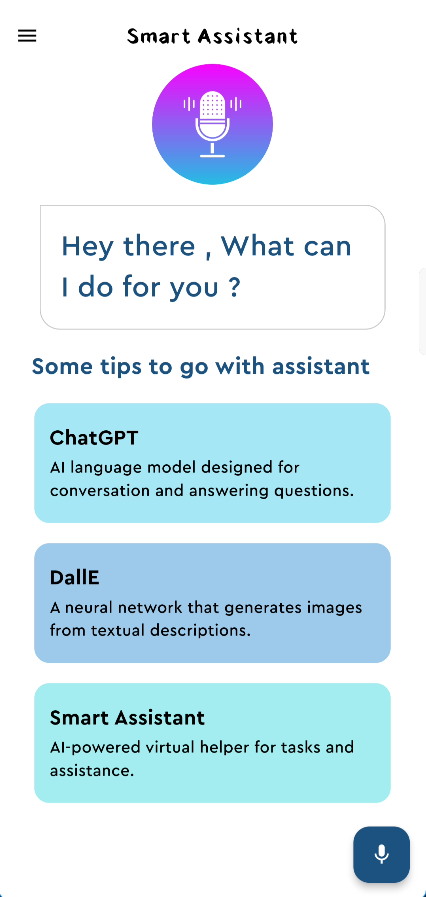 Smart Assistant
Hey there , What can
I do for you ?
Some tips to go with assistant
ChatGPT
AI language model designed for
conversation and answering questions.
DallE
A neural network that generates images
from textual descriptions.
Smart Assistant
AI-powered virtual helper for tasks and
assistance.